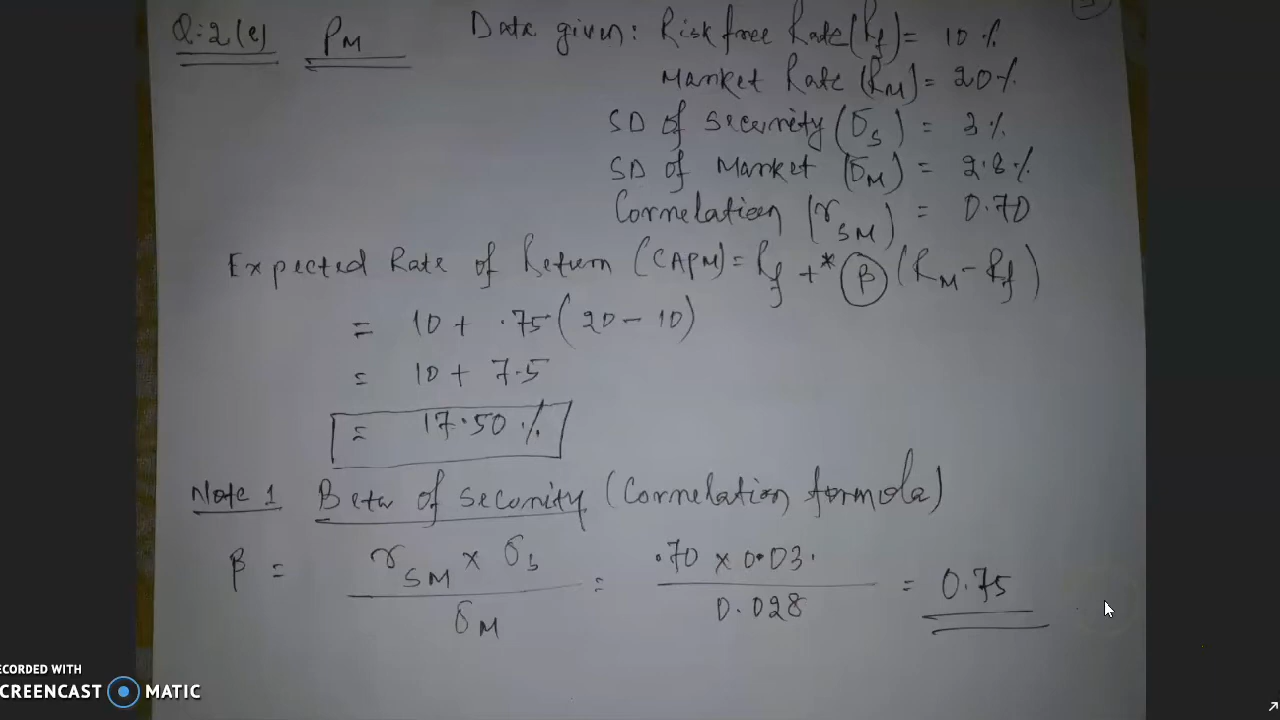 Q:2(e) PM Data given: Risk free Rate (Rf) = 10%
Market Rate (RM) = 20%
SD of Security (σS) = 3%
SD of Market (σM) = 2.8%
Correlation (rSM) = 0.70
Expected Rate of Return (CAPM) = Rf + * β (RM - Rf)
= 10 + .75 (20 - 10)
= 10 + 7.5
= 17.50%
Note 1 Beta of Security (Correlation formola)
β = rSM × σS / σM = .70 × 0.03 / 0.028 = 0.75
ECORDED WITH
CREENCAST MATIC